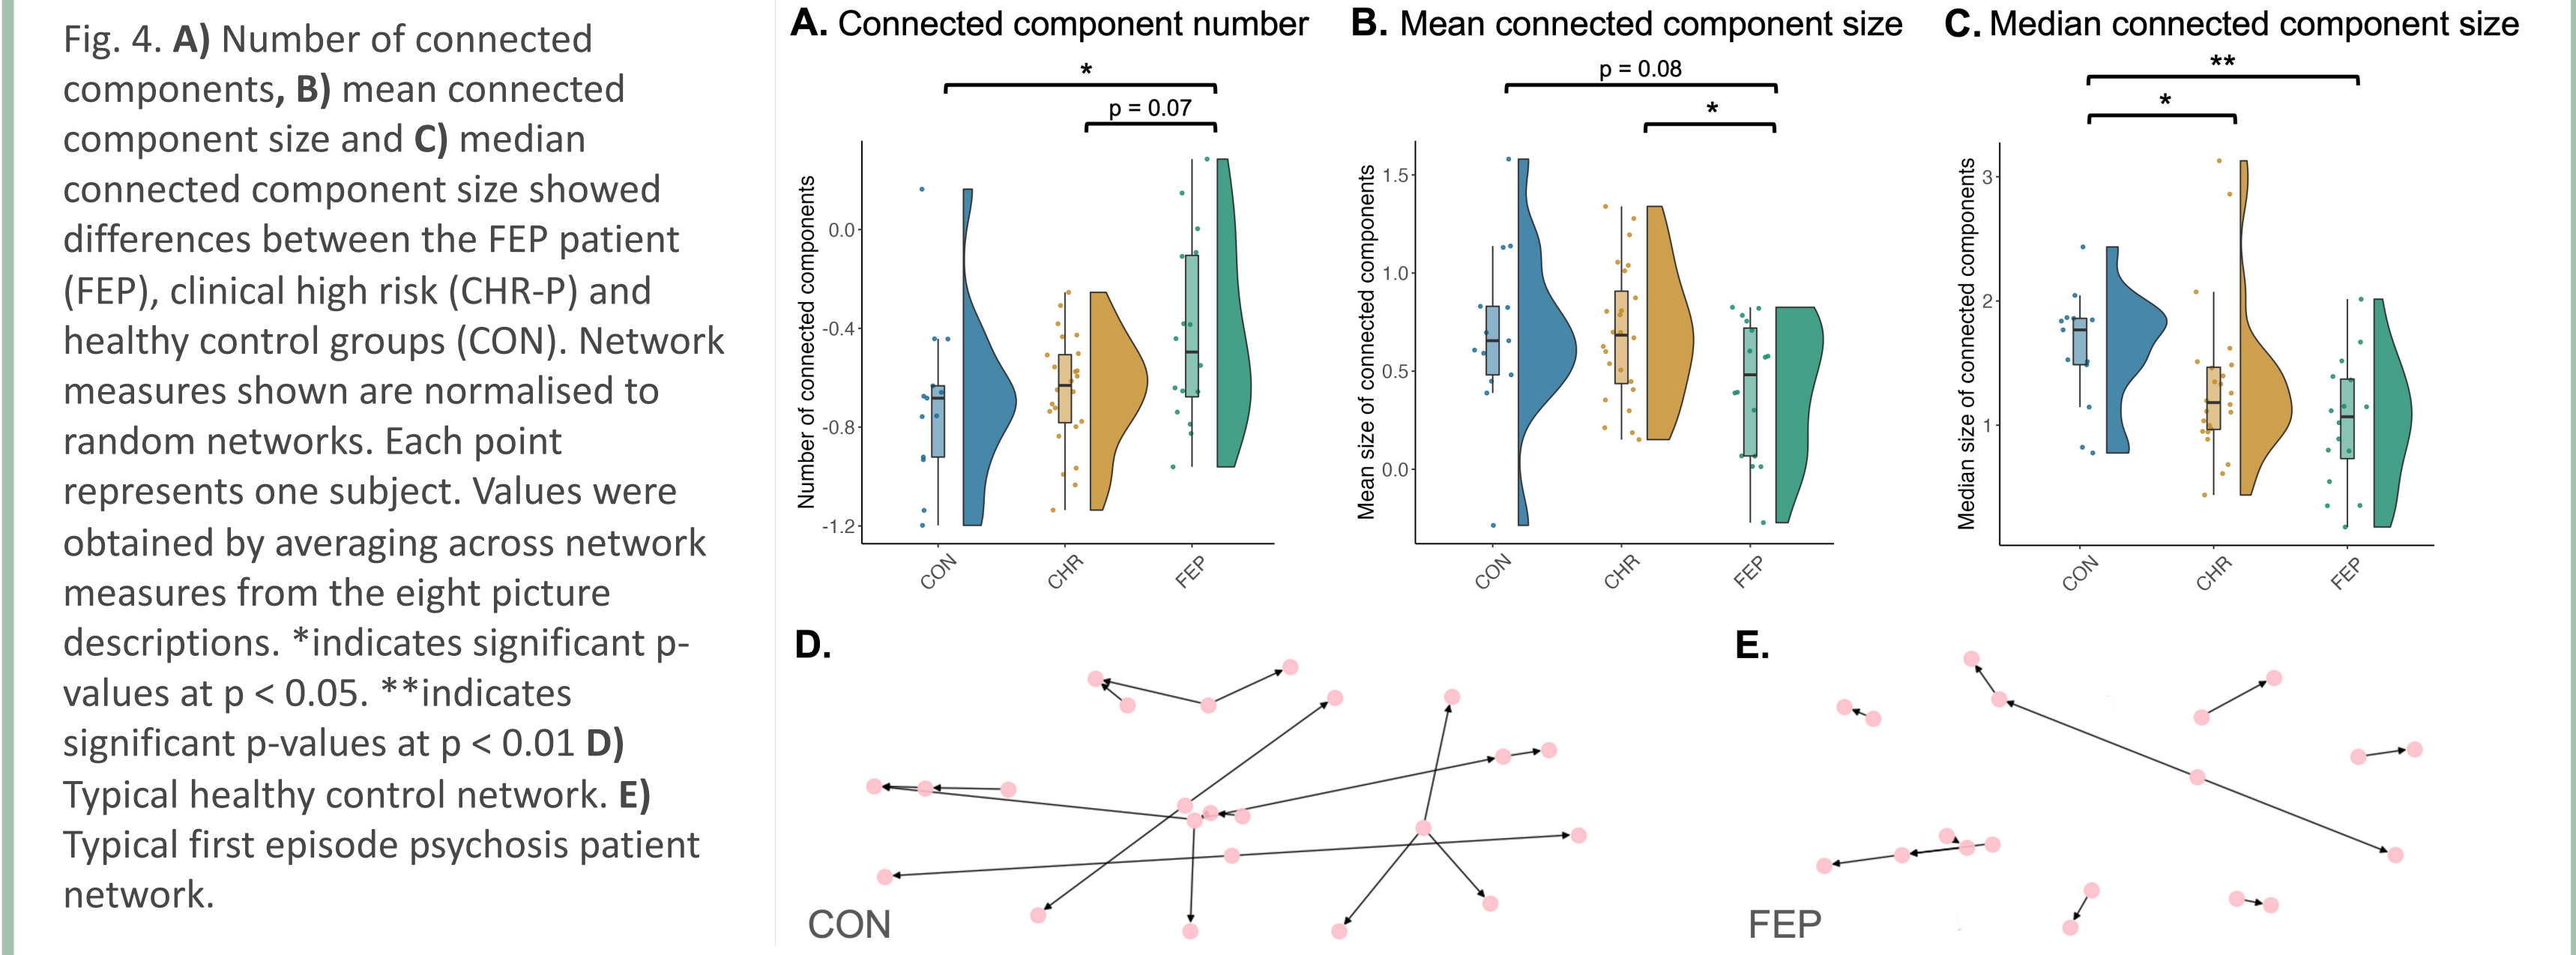 Fig. 4. A) Number of connected
components, B) mean connected
component size and C) median
connected component size showed
differences between the FEP patient
(FEP), clinical high risk (CHR-P) and
healthy control groups (CON). Network
measures shown are normalised to
random networks. Each point
represents one subject. Values were
obtained by averaging across network
measures from the eight picture
descriptions. *indicates significant p-
values at p < 0.05. **indicates
significant p-values at p < 0.01 D)
Typical healthy control network. E)
Typical first episode psychosis patient
network.
A. Connected component number
*
p = 0.07
Number of connected components
0.0
-0.4
-0.8
-1.2
CON
CHR
FEP
B. Mean connected component size
p = 0.08
*
Mean size of connected components
1.5
1.0
0.5
0.0
CON
CHR
FEP
C. Median connected component size
**
*
Median size of connected components
3
2
1
CON
CHR
FEP
D.
CON
E.
FEP